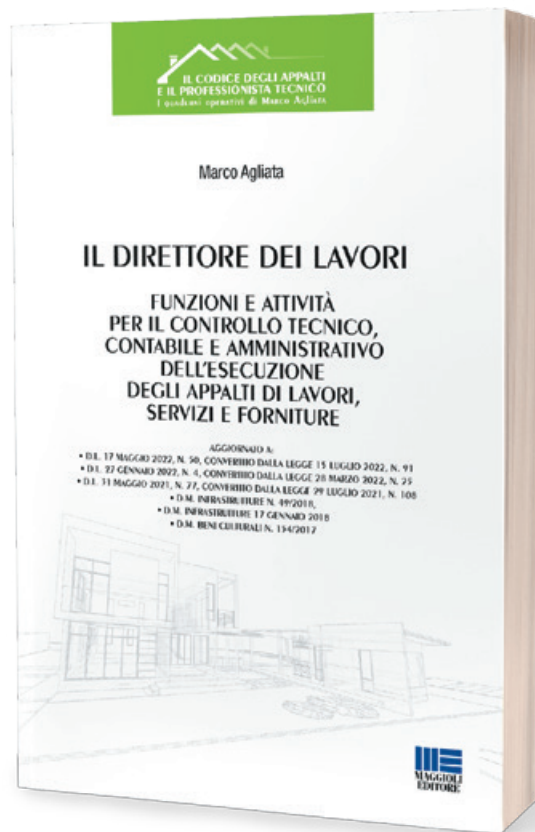 IL CODICE DEGLI APPALTI
E IL PROFESSIONISTA TECNICO
I quaderni operativi di Marco Agliata
Marco Agliata
IL DIRETTORE DEI LAVORI
FUNZIONI E ATTIVITÀ
PER IL CONTROLLO TECNICO,
CONTABILE E AMMINISTRATIVO
DELL'ESECUZIONE
DEGLI APPALTI DI LAVORI,
SERVIZI E FORNITURE
AGGIORNATO A:
• D.L. 17 MAGGIO 2022, N. 50, CONVERTITO DALLA LEGGE 15 LUGLIO 2022, N. 91
• D.L. 27 GENNAIO 2022, N. 4, CONVERTITO DALLA LEGGE 28 MARZO 2022, N. 25
• D.L. 31 MAGGIO 2021, N. 77, CONVERTITO DALLA LEGGE 29 LUGLIO 2021, N. 108
• D.M. INFRASTRUTTURE N. 49/2018,
• D.M. INFRASTRUTTURE 17 GENNAIO 2018
• D.M. BENI CULTURALI N. 154/2017
MAGGIOLI
EDITORE